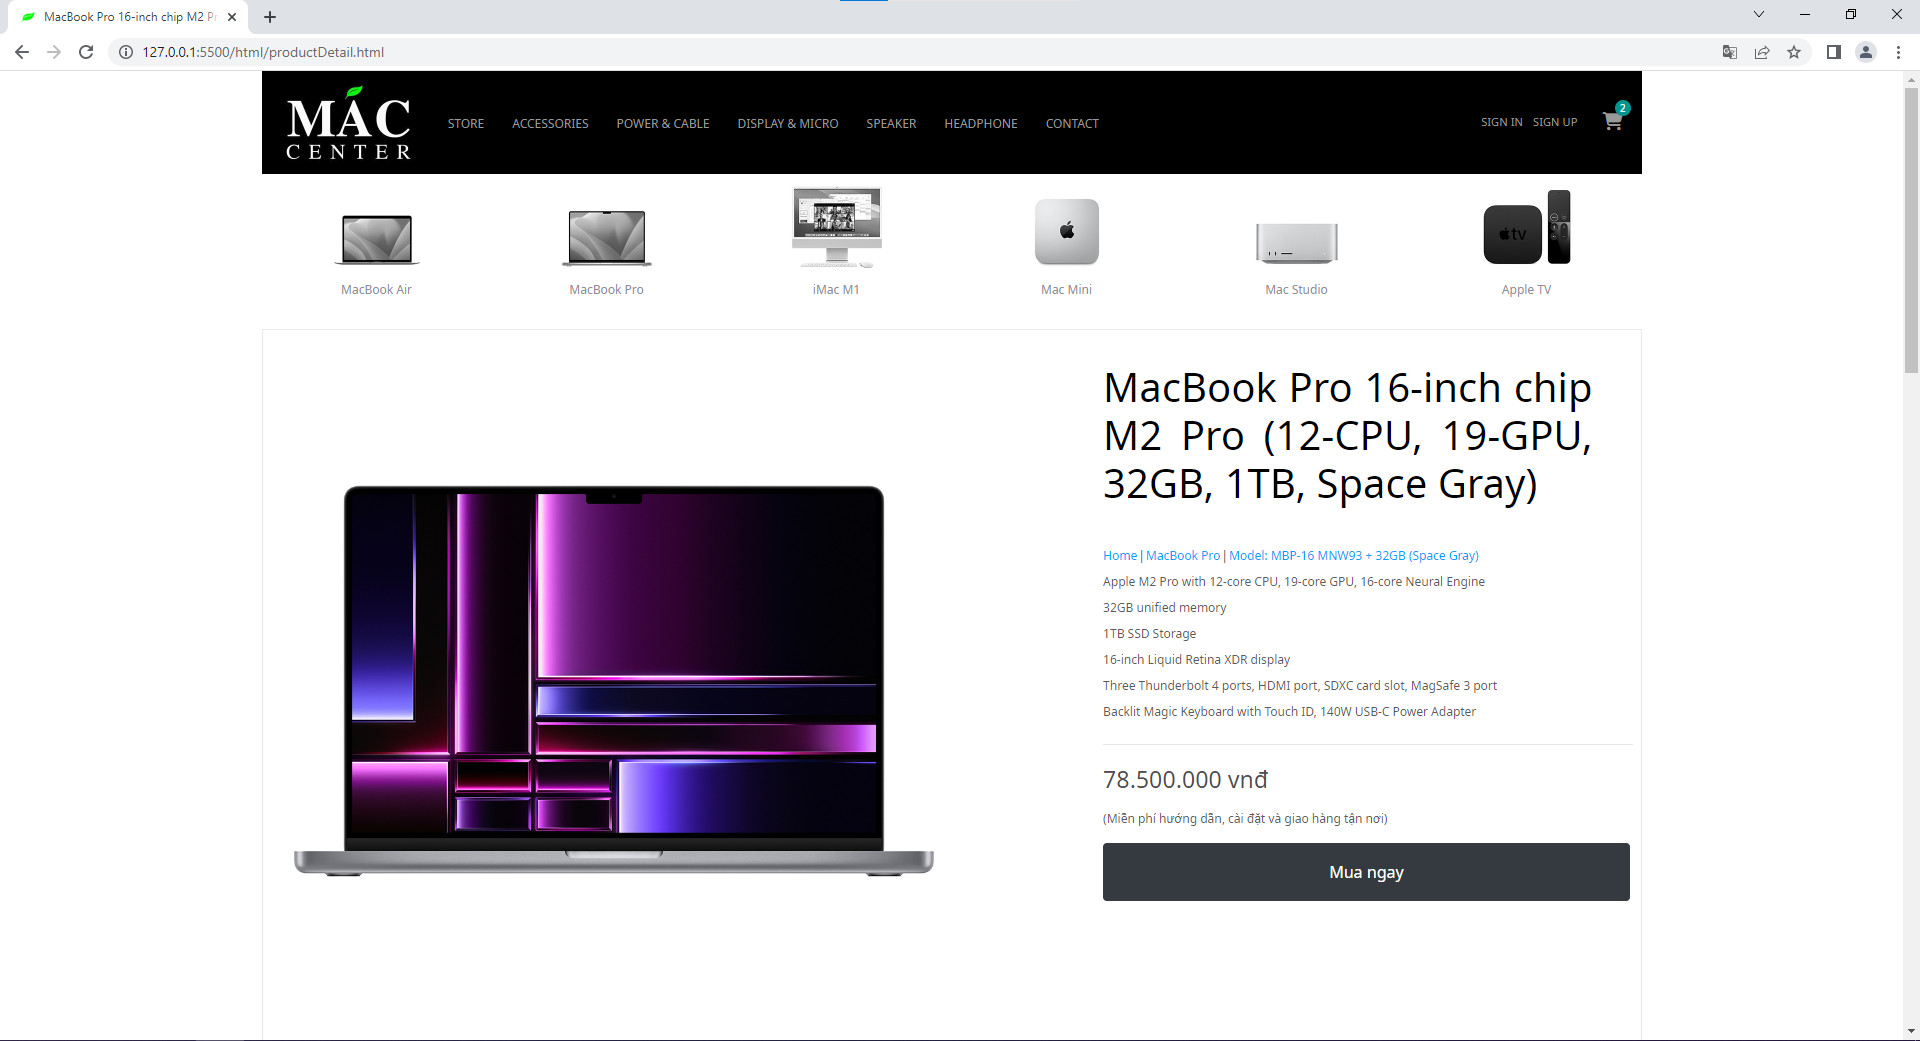 MacBook Pro 16-inch chip M2 Pr
127.0.0.1:5500/html/productDetail.html
MAC
CENTER
STORE ACCESSORIES POWER & CABLE DISPLAY & MICRO SPEAKER HEADPHONE CONTACT
SIGN IN SIGN UP 2
tv
MacBook Air MacBook Pro iMac M1 Mac Mini Mac Studio Apple TV
MacBook Pro 16-inch chip
M2 Pro (12-CPU, 19-GPU,
32GB, 1TB, Space Gray)
Home | MacBook Pro | Model: MBP-16 MNW93 + 32GB (Space Gray)
Apple M2 Pro with 12-core CPU, 19-core GPU, 16-core Neural Engine
32GB unified memory
1TB SSD Storage
16-inch Liquid Retina XDR display
Three Thunderbolt 4 ports, HDMI port, SDXC card slot, MagSafe 3 port
Backlit Magic Keyboard with Touch ID, 140W USB-C Power Adapter
78.500.000 vnđ
(Miễn phí hướng dẫn, cài đặt và giao hàng tận nơi)
Mua ngay